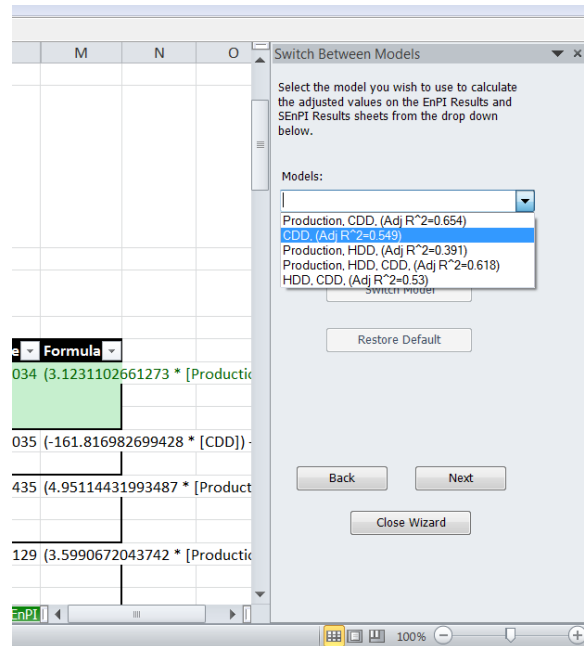 M N O
Switch Between Models
Select the model you wish to use to calculate
the adjusted values on the EnPI Results and
SEnPI Results sheets from the drop down
below.
Models:
Production, CDD, (Adj R^2=0.654)
CDD, (Adj R^2=0.549)
Production, HDD, (Adj R^2=0.391)
Production, HDD, CDD, (Adj R^2=0.618)
HDD, CDD, (Adj R^2=0.53)
Switch Model
Restore Default
e Formula
034 (3.1231102661273 * [Productio
035 (-161.816982699428 * [CDD]) -
435 (4.95114431993487 * [Product
129 (3.5990672043742 * [Productio
Back Next
Close Wizard
EnPI
100%